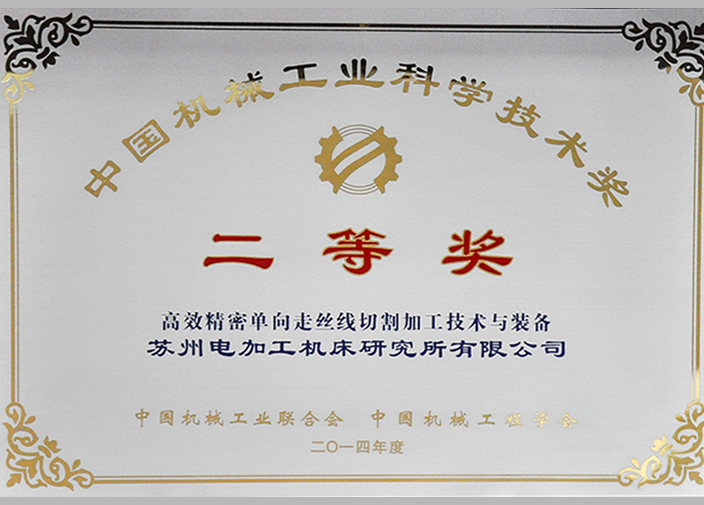 中国机械工业科学技术奖
二等奖
高效精密单向走丝线切割加工技术与装备
苏州电加工机床研究所有限公司
中国机械工业联合会 中国机械工程学会
二〇一四年度